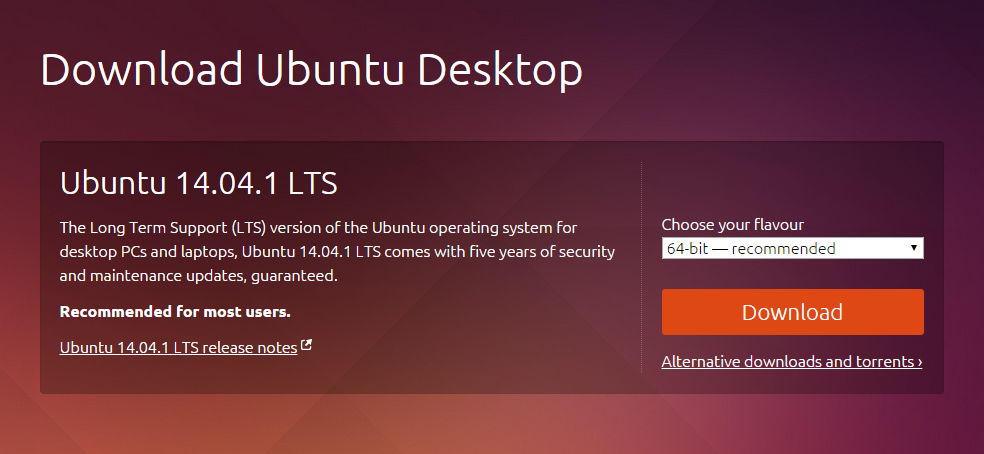 Download Ubuntu Desktop
Ubuntu 14.04.1 LTS
The Long Term Support (LTS) version of the Ubuntu operating system for
desktop PCs and laptops, Ubuntu 14.04.1 LTS comes with five years of security
and maintenance updates, guaranteed.
Recommended for most users.
Ubuntu 14.04.1 LTS release notes
Choose your flavour
64-bit — recommended
Download
Alternative downloads and torrents ›